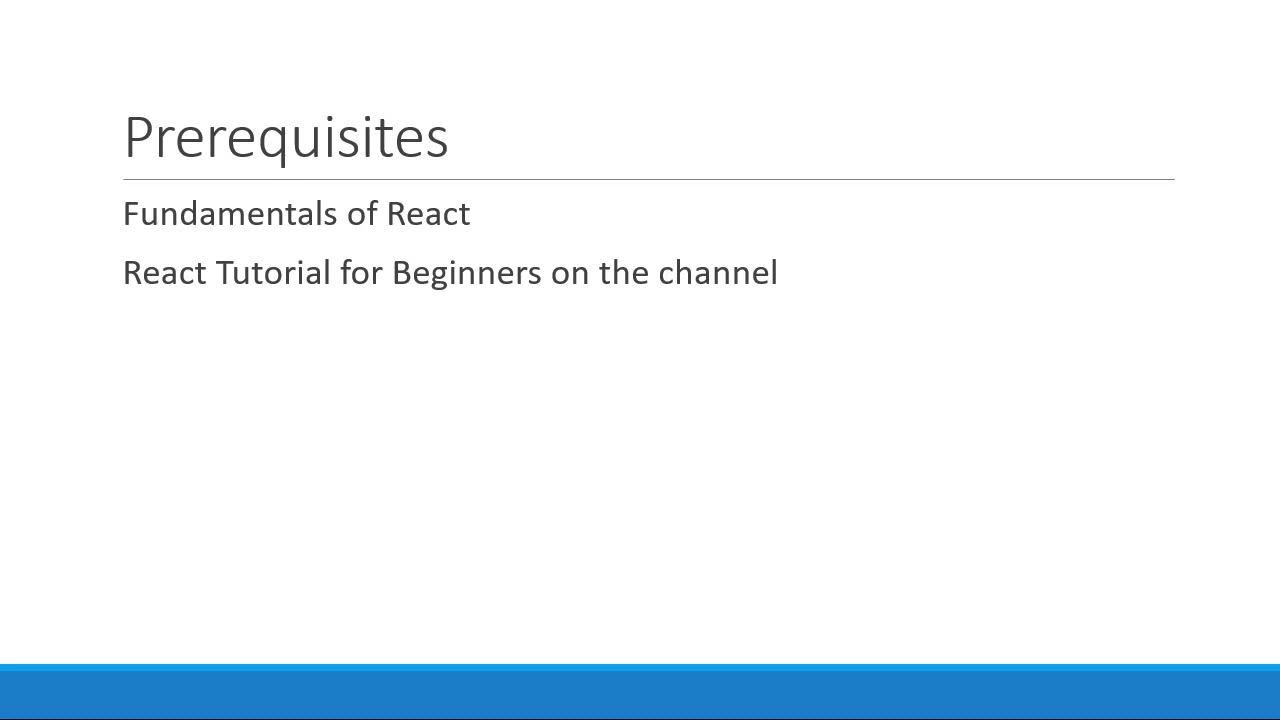 Prerequisites
Fundamentals of React
React Tutorial for Beginners on the channel